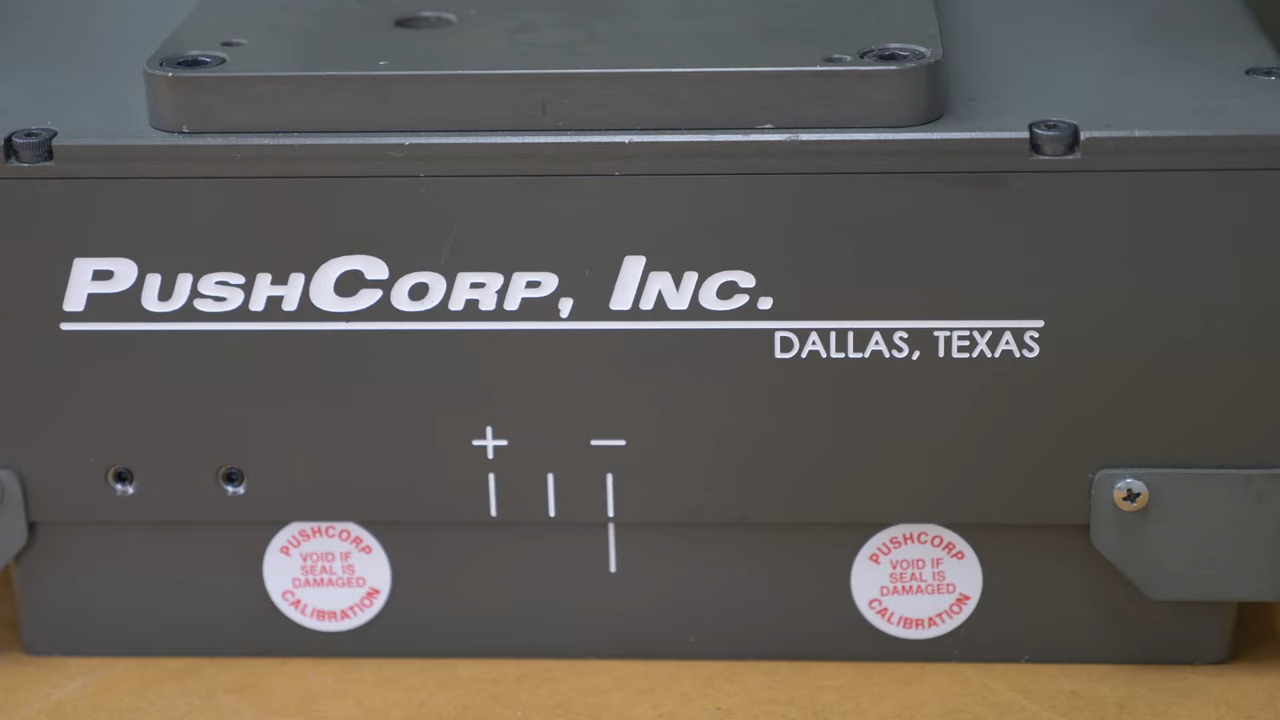 PUSHCORP, INC.
DALLAS, TEXAS
+ −
PUSHCORP
VOID IF
SEAL IS
DAMAGED
CALIBRATION
PUSHCORP
VOID IF
SEAL IS
DAMAGED
CALIBRATION